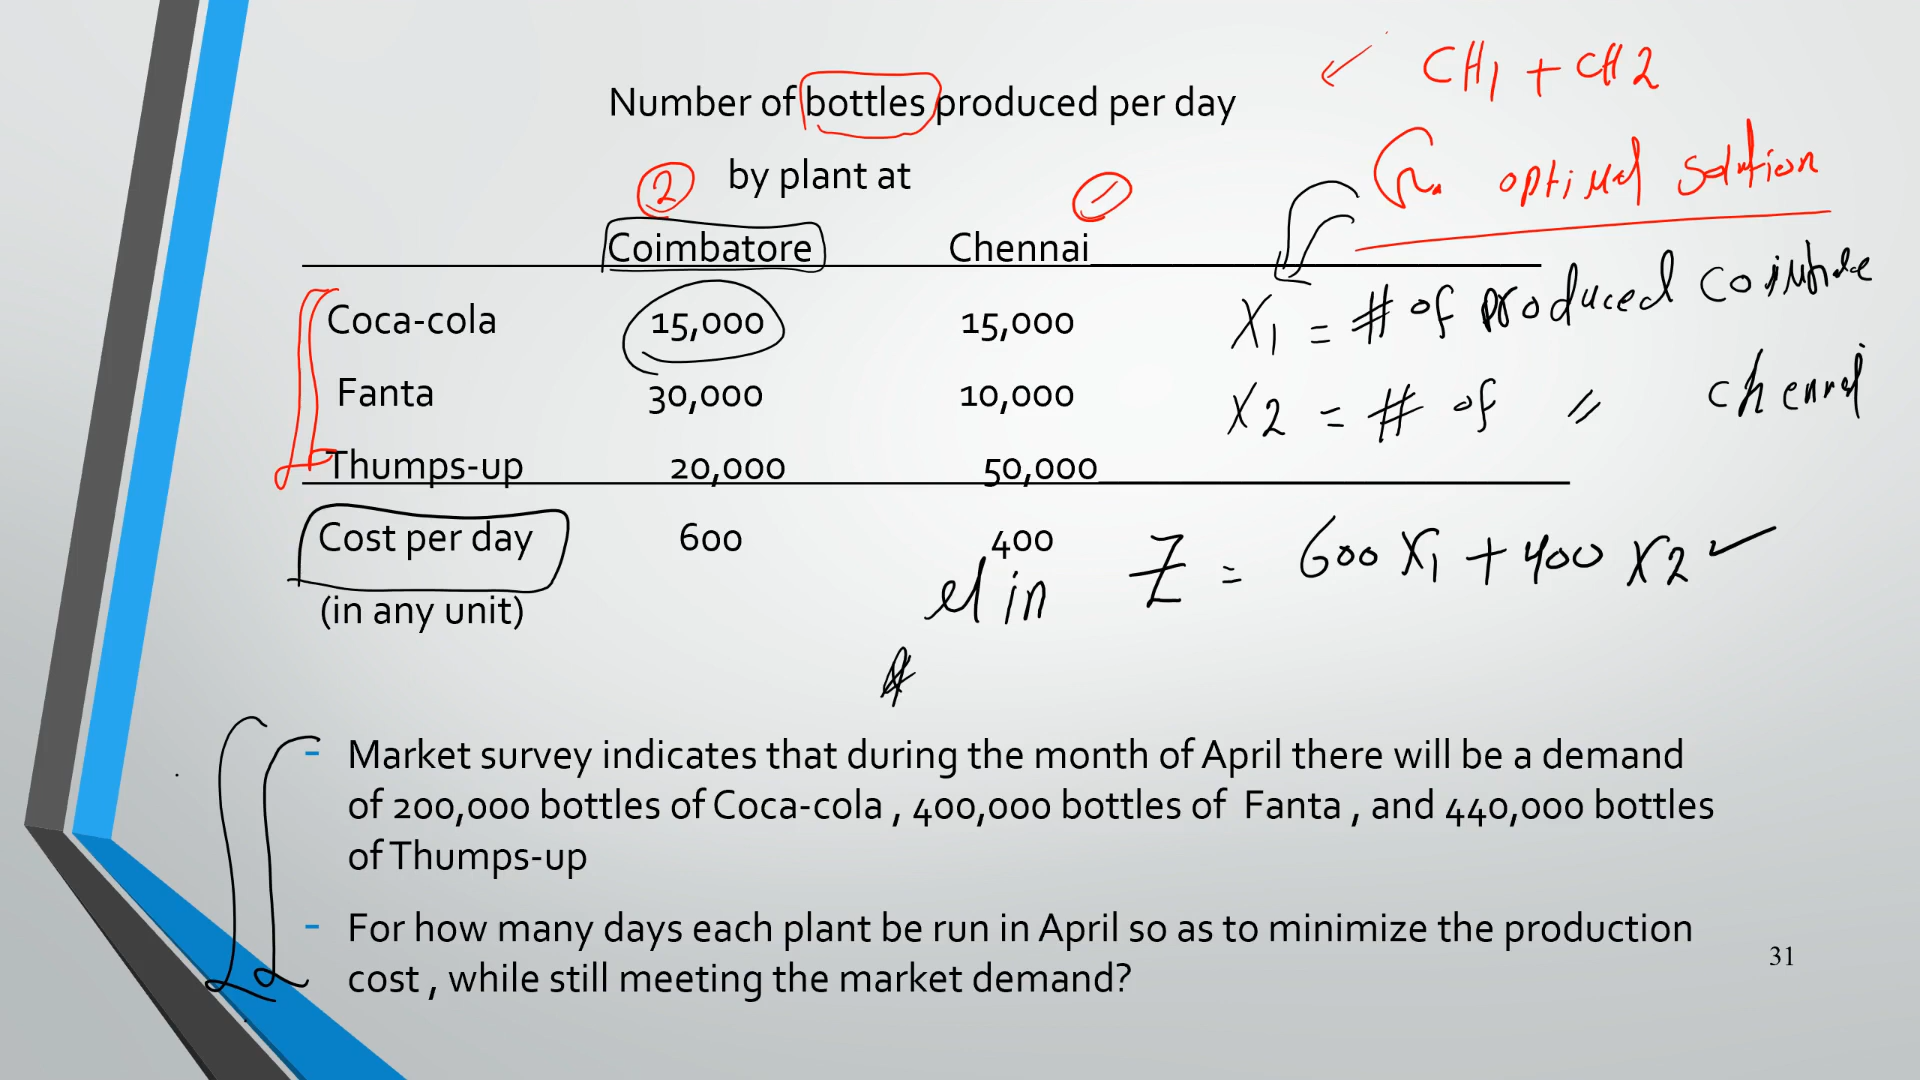 CH1 + CH2
Number of bottles produced per day
2 by plant at 1
optimal solution
Coimbatore Chennai
Coca-cola 15,000 15,000
X1 = # of produced
Fanta 30,000 10,000
X2 = # of " chennai
Thumps-up 20,000 50,000
Cost per day 600 400
Min Z = 600 X1 + 400 X2
(in any unit)
- Market survey indicates that during the month of April there will be a demand
of 200,000 bottles of Coca-cola , 400,000 bottles of Fanta , and 440,000 bottles
of Thumps-up
- For how many days each plant be run in April so as to minimize the production
cost , while still meeting the market demand?
31